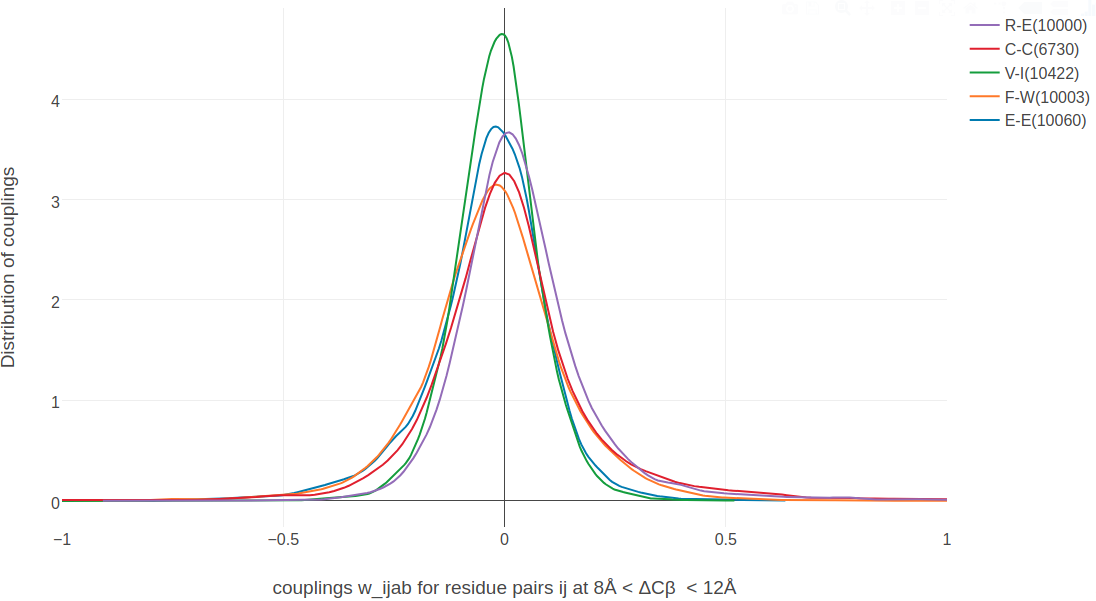 R-E(10000)
C-C(6730)
V-I(10422)
F-W(10003)
E-E(10060)
Distribution of couplings
4
3
2
1
0
−1
−0.5
0
0.5
1
couplings w_ijab for residue pairs ij at 8Å < ΔCβ < 12Å